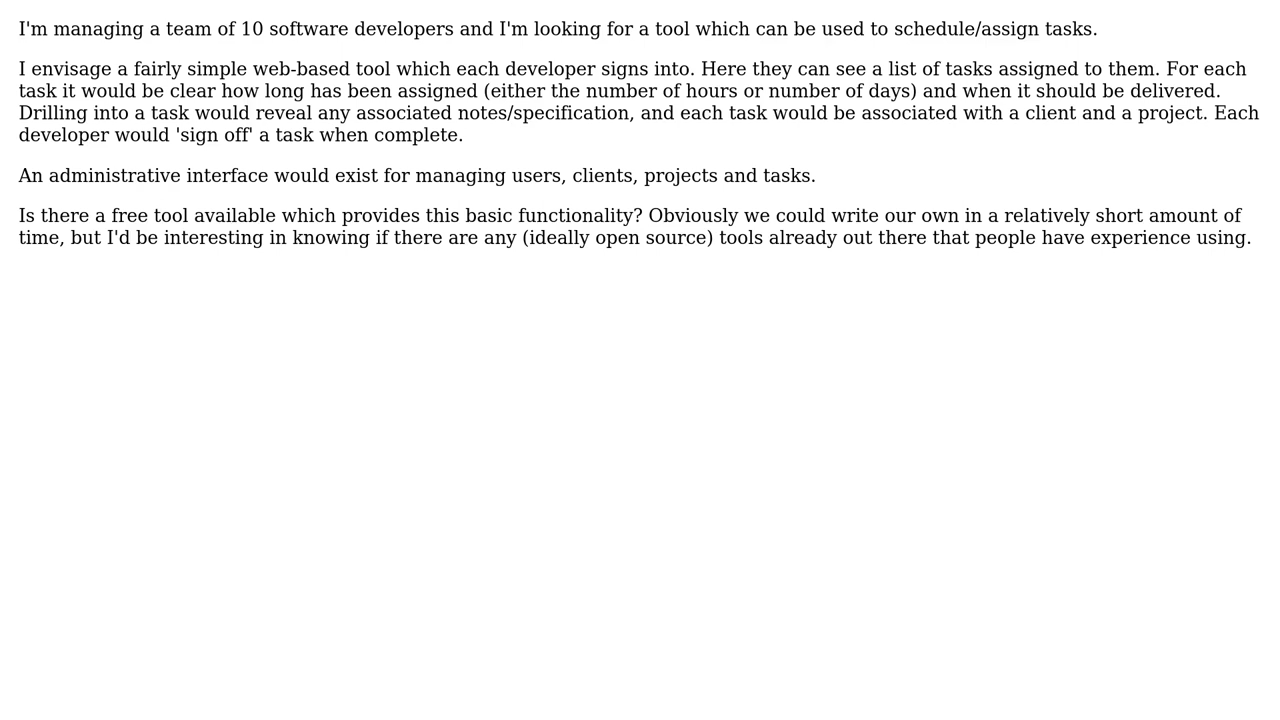 I'm managing a team of 10 software developers and I'm looking for a tool which can be used to schedule/assign tasks.
I envisage a fairly simple web-based tool which each developer signs into. Here they can see a list of tasks assigned to them. For each
task it would be clear how long has been assigned (either the number of hours or number of days) and when it should be delivered.
Drilling into a task would reveal any associated notes/specification, and each task would be associated with a client and a project. Each
developer would 'sign off' a task when complete.
An administrative interface would exist for managing users, clients, projects and tasks.
Is there a free tool available which provides this basic functionality? Obviously we could write our own in a relatively short amount of
time, but I'd be interesting in knowing if there are any (ideally open source) tools already out there that people have experience using.